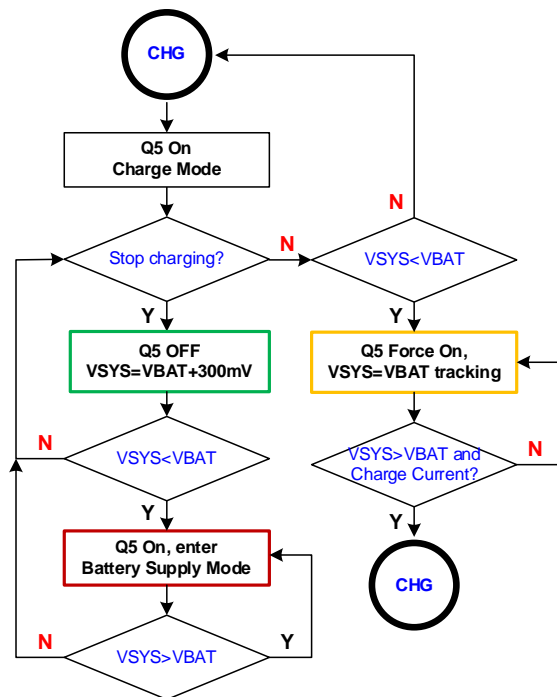 CHG
Q5 On
Charge Mode
N
Stop charging?
N
VSYS<VBAT
Y
Y
Q5 OFF
VSYS=VBAT+300mV
Q5 Force On,
VSYS=VBAT tracking
N
VSYS<VBAT
VSYS>VBAT and
Charge Current?
N
Y
Y
Q5 On, enter
Battery Supply Mode
CHG
N
VSYS>VBAT
Y